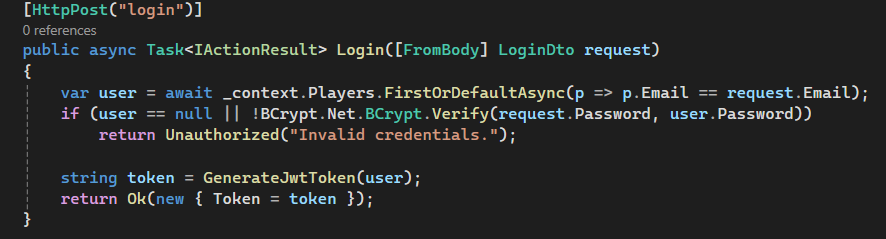 [HttpPost("login")]
0 references
public async Task<IActionResult> Login([FromBody] LoginDto request)
{
var user = await _context.Players.FirstOrDefaultAsync(p => p.Email == request.Email);
if (user == null || !BCrypt.Net.BCrypt.Verify(request.Password, user.Password))
return Unauthorized("Invalid credentials.");
string token = GenerateJwtToken(user);
return Ok(new { Token = token });
}